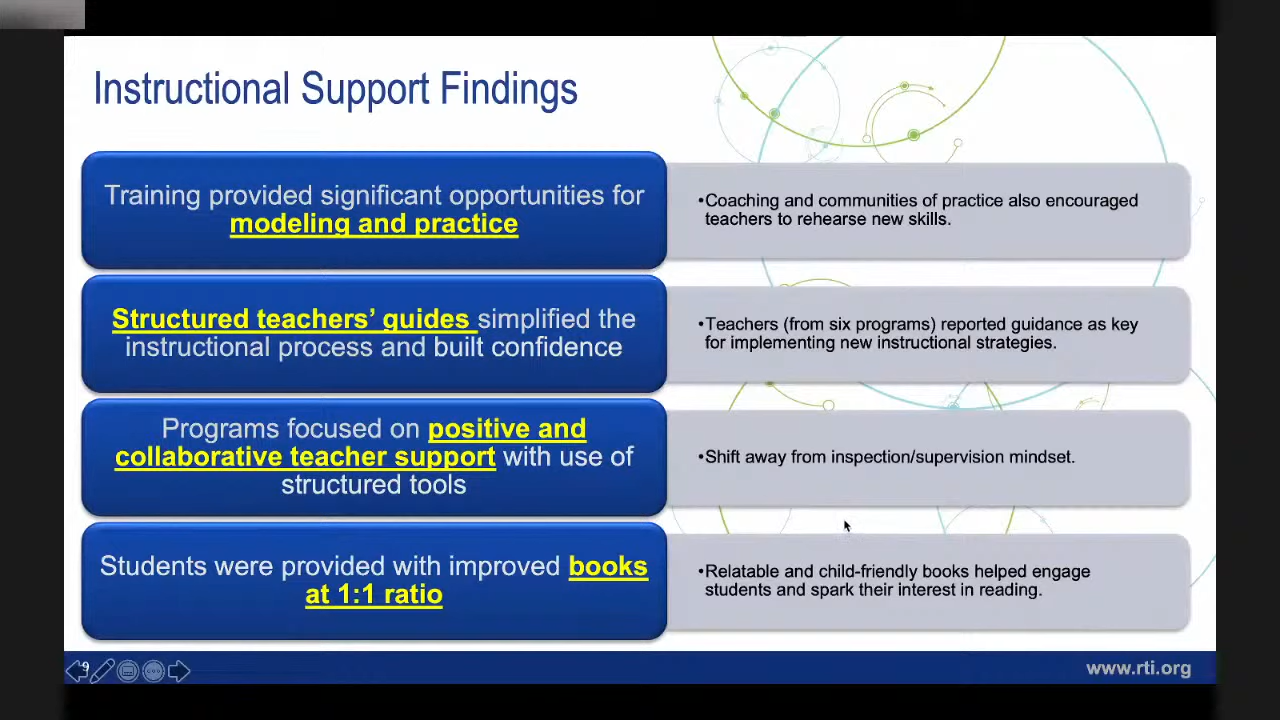 Instructional Support Findings
Training provided significant opportunities for
modeling and practice
•Coaching and communities of practice also encouraged
teachers to rehearse new skills.
Structured teachers’ guides simplified the
instructional process and built confidence
•Teachers (from six programs) reported guidance as key
for implementing new instructional strategies.
Programs focused on positive and
collaborative teacher support with use of
structured tools
•Shift away from inspection/supervision mindset.
Students were provided with improved books
at 1:1 ratio
•Relatable and child-friendly books helped engage
students and spark their interest in reading.
9
www.rti.org